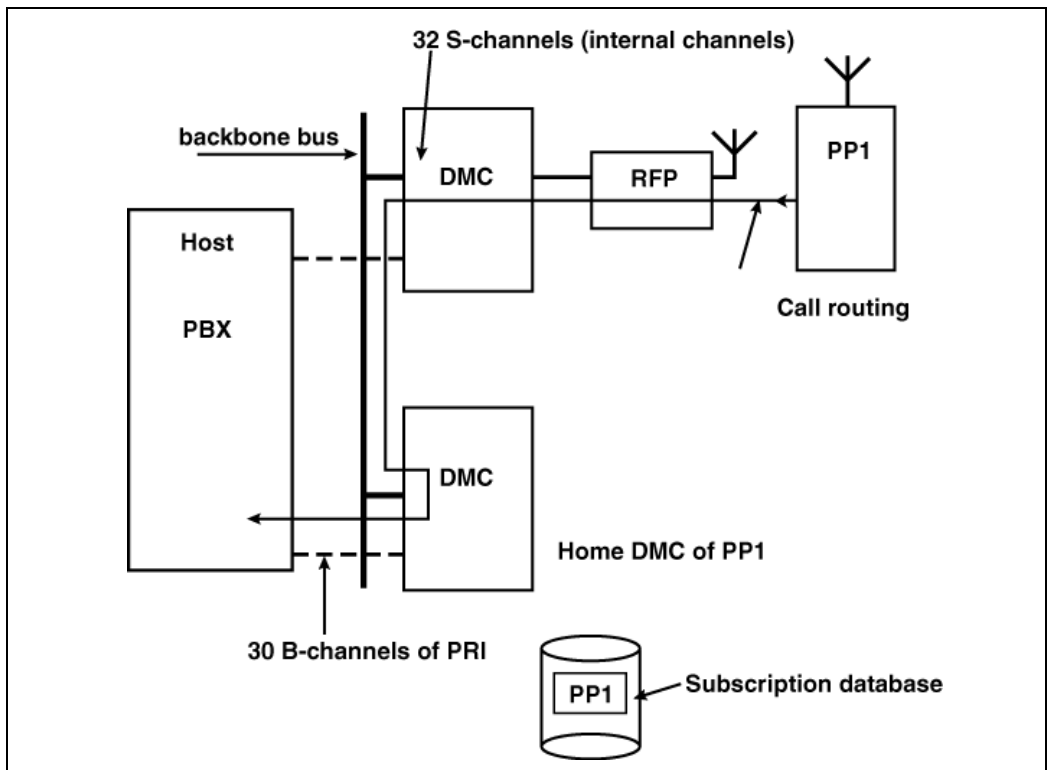 32 S-channels (internal channels)
backbone bus
DMC
RFP
PP1
Host
PBX
Call routing
DMC
Home DMC of PP1
30 B-channels of PRI
PP1
Subscription database